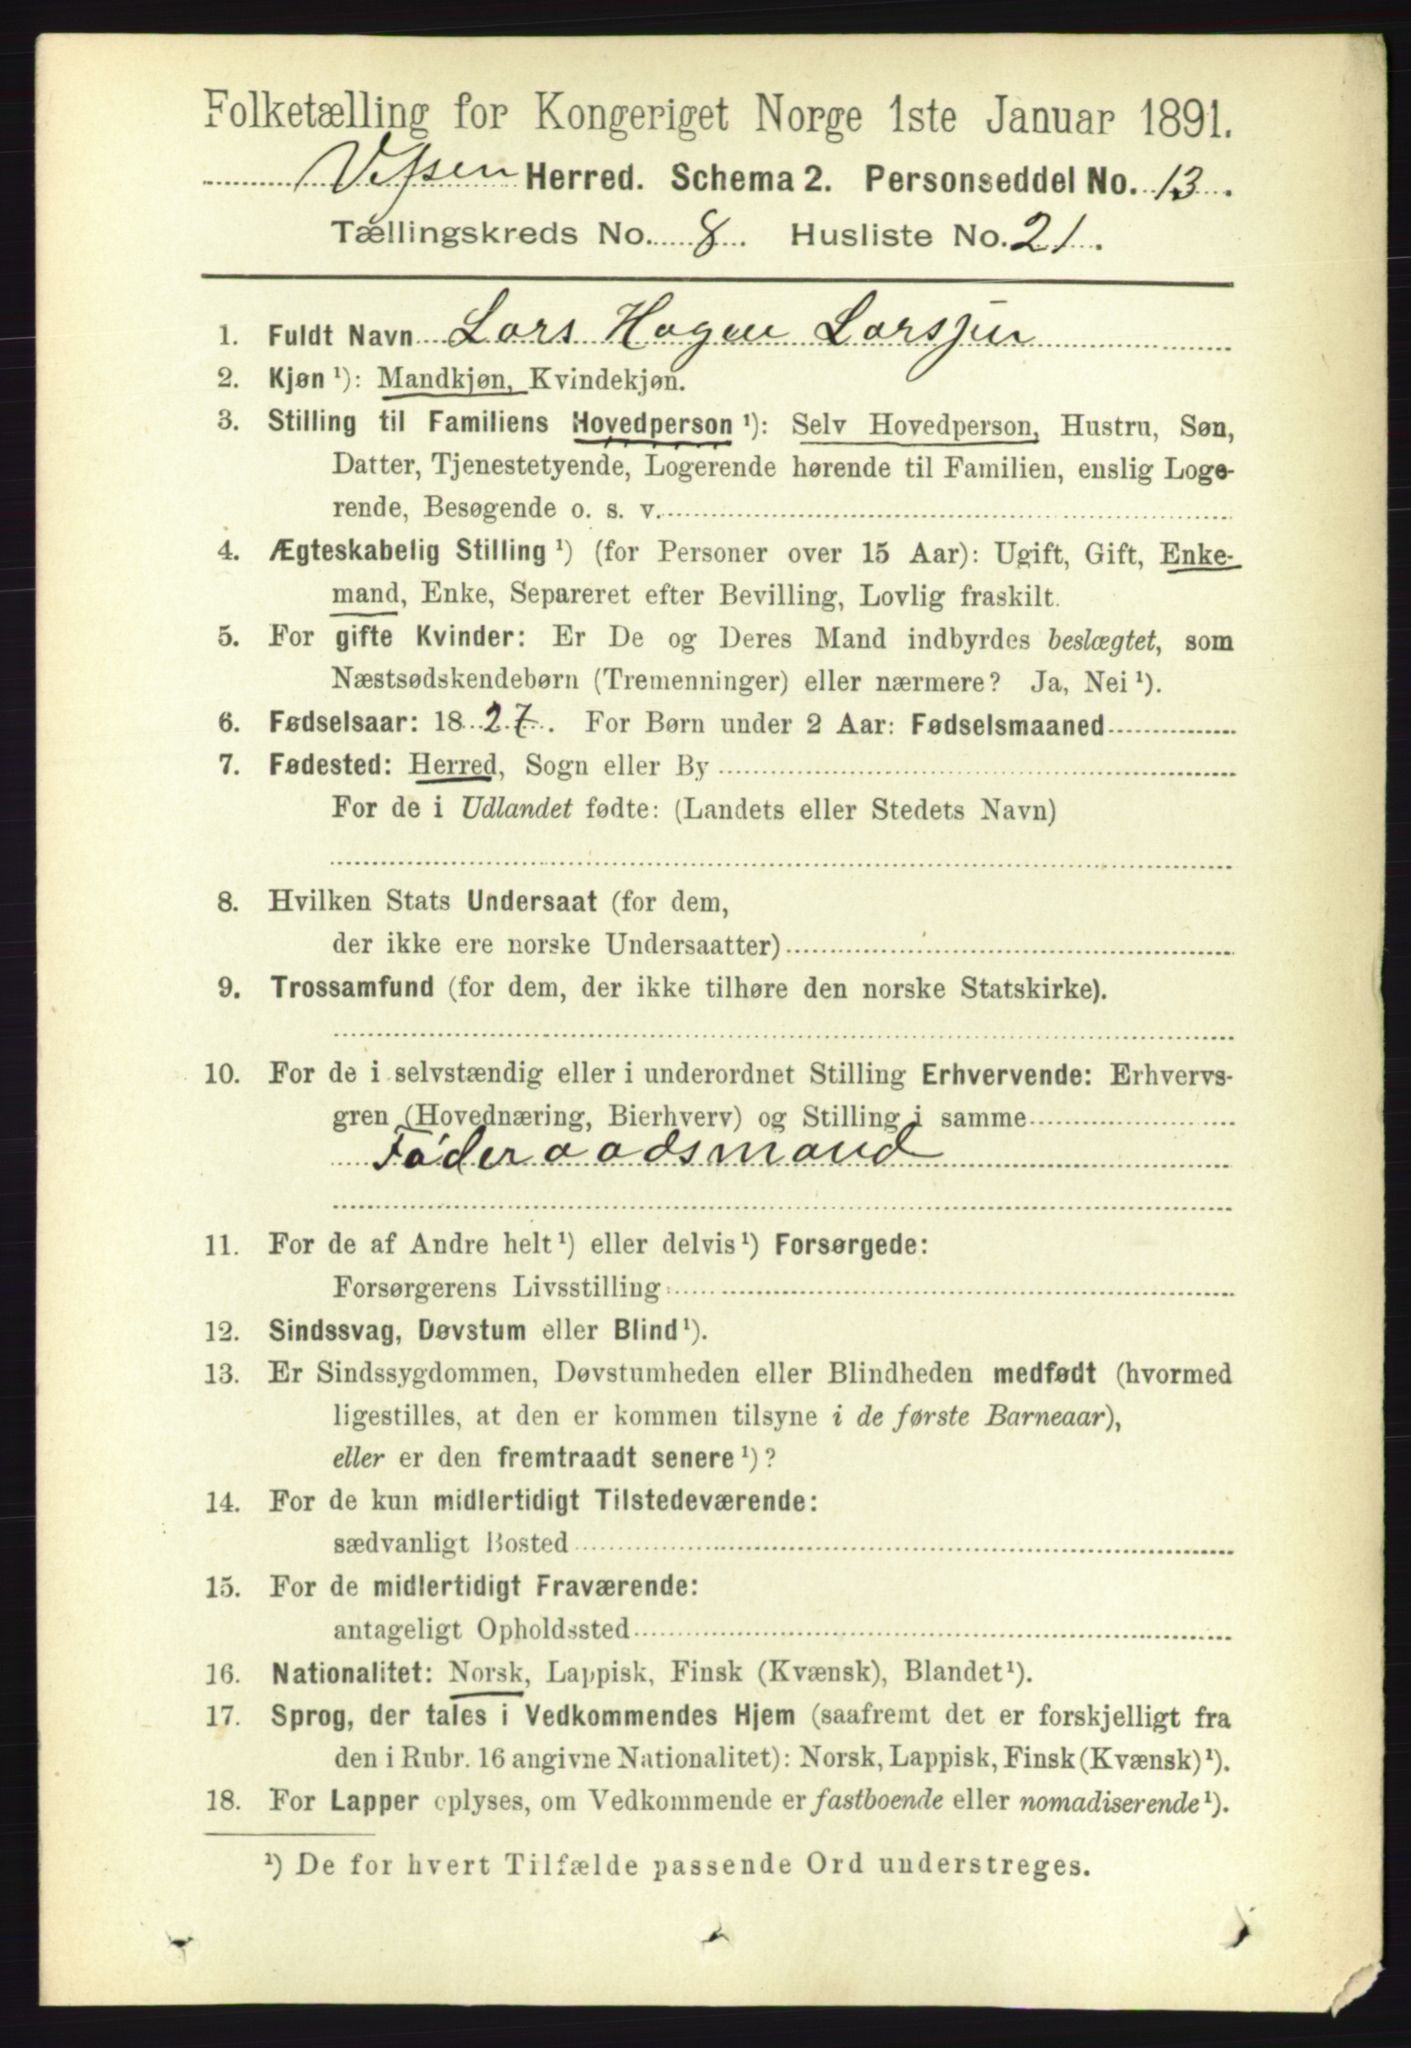 Folketælling for Kongeriget Norge 1ste Januar 1891.
Vefsen Herred. Schema 2. Personseddel No. 13.
Tællingskreds No. 8. Husliste No. 21.
1. Fuldt Navn Lars Hagen Larsen
2. Kjøn ¹): Mandkjøn, Kvindekjøn.
3. Stilling til Familiens Hovedperson ¹): Selv Hovedperson, Hustru, Søn,
Datter, Tjenestetyende, Logerende hørende til Familien, enslig Loge-
rende, Besøgende o. s. v.
4. Ægteskabelig Stilling ¹) (for Personer over 15 Aar): Ugift, Gift, Enke-
mand, Enke, Separeret efter Bevilling, Lovlig fraskilt.
5. For gifte Kvinder: Er De og Deres Mand indbyrdes beslægtet, som
Næstsødskendebørn (Tremenninger) eller nærmere? Ja, Nei ¹).
6. Fødselsaar: 1827. For Børn under 2 Aar: Fødselsmaaned
7. Fødested: Herred, Sogn eller By
For de i Udlandet fødte: (Landets eller Stedets Navn)
8. Hvilken Stats Undersaat (for dem,
der ikke ere norske Undersaatter)
9. Trossamfund (for dem, der ikke tilhøre den norske Statskirke).
10. For de i selvstændig eller i underordnet Stilling Erhvervende: Erhvervs-
gren (Hovednæring, Bierhverv) og Stilling i samme
Føderaadsmand
11. For de af Andre helt ¹) eller delvis ¹) Forsørgede:
Forsørgerens Livsstilling
12. Sindssvag, Døvstum eller Blind ¹).
13. Er Sindssygdommen, Døvstumheden eller Blindheden medfødt (hvormed
ligestilles, at den er kommen tilsyne i de første Barneaar),
eller er den fremtraadt senere ¹)?
14. For de kun midlertidigt Tilstedeværende:
sædvanligt Bosted
15. For de midlertidigt Fraværende:
antageligt Opholdssted
16. Nationalitet: Norsk, Lappisk, Finsk (Kvænsk), Blandet ¹).
17. Sprog, der tales i Vedkommendes Hjem (saafremt det er forskjelligt fra
den i Rubr. 16 angivne Nationalitet): Norsk, Lappisk, Finsk (Kvænsk) ¹).
18. For Lapper oplyses, om Vedkommende er fastboende eller nomadiserende ¹).
¹) De for hvert Tilfælde passende Ord understreges.